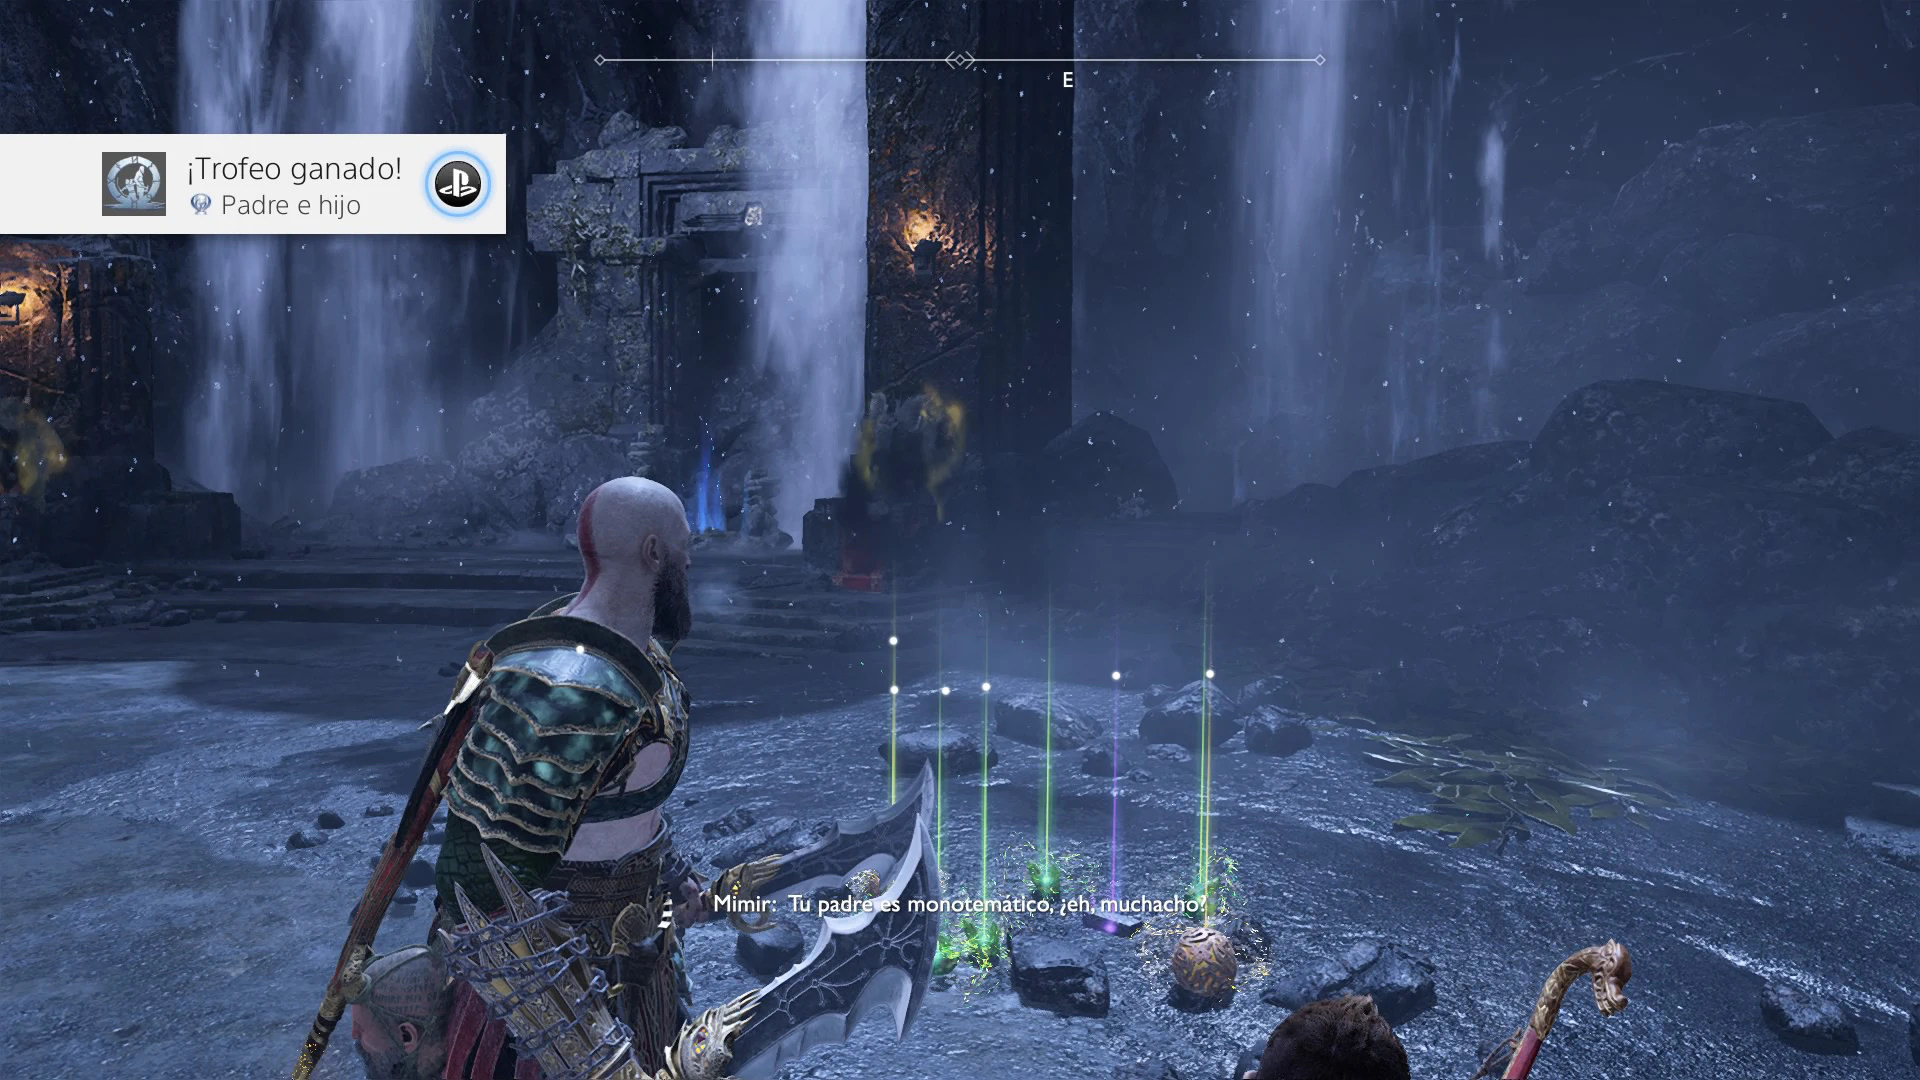 E
¡Trofeo ganado!
Padre e hijo
Mimir: Tu padre es monotemático, ¿eh, muchacho?